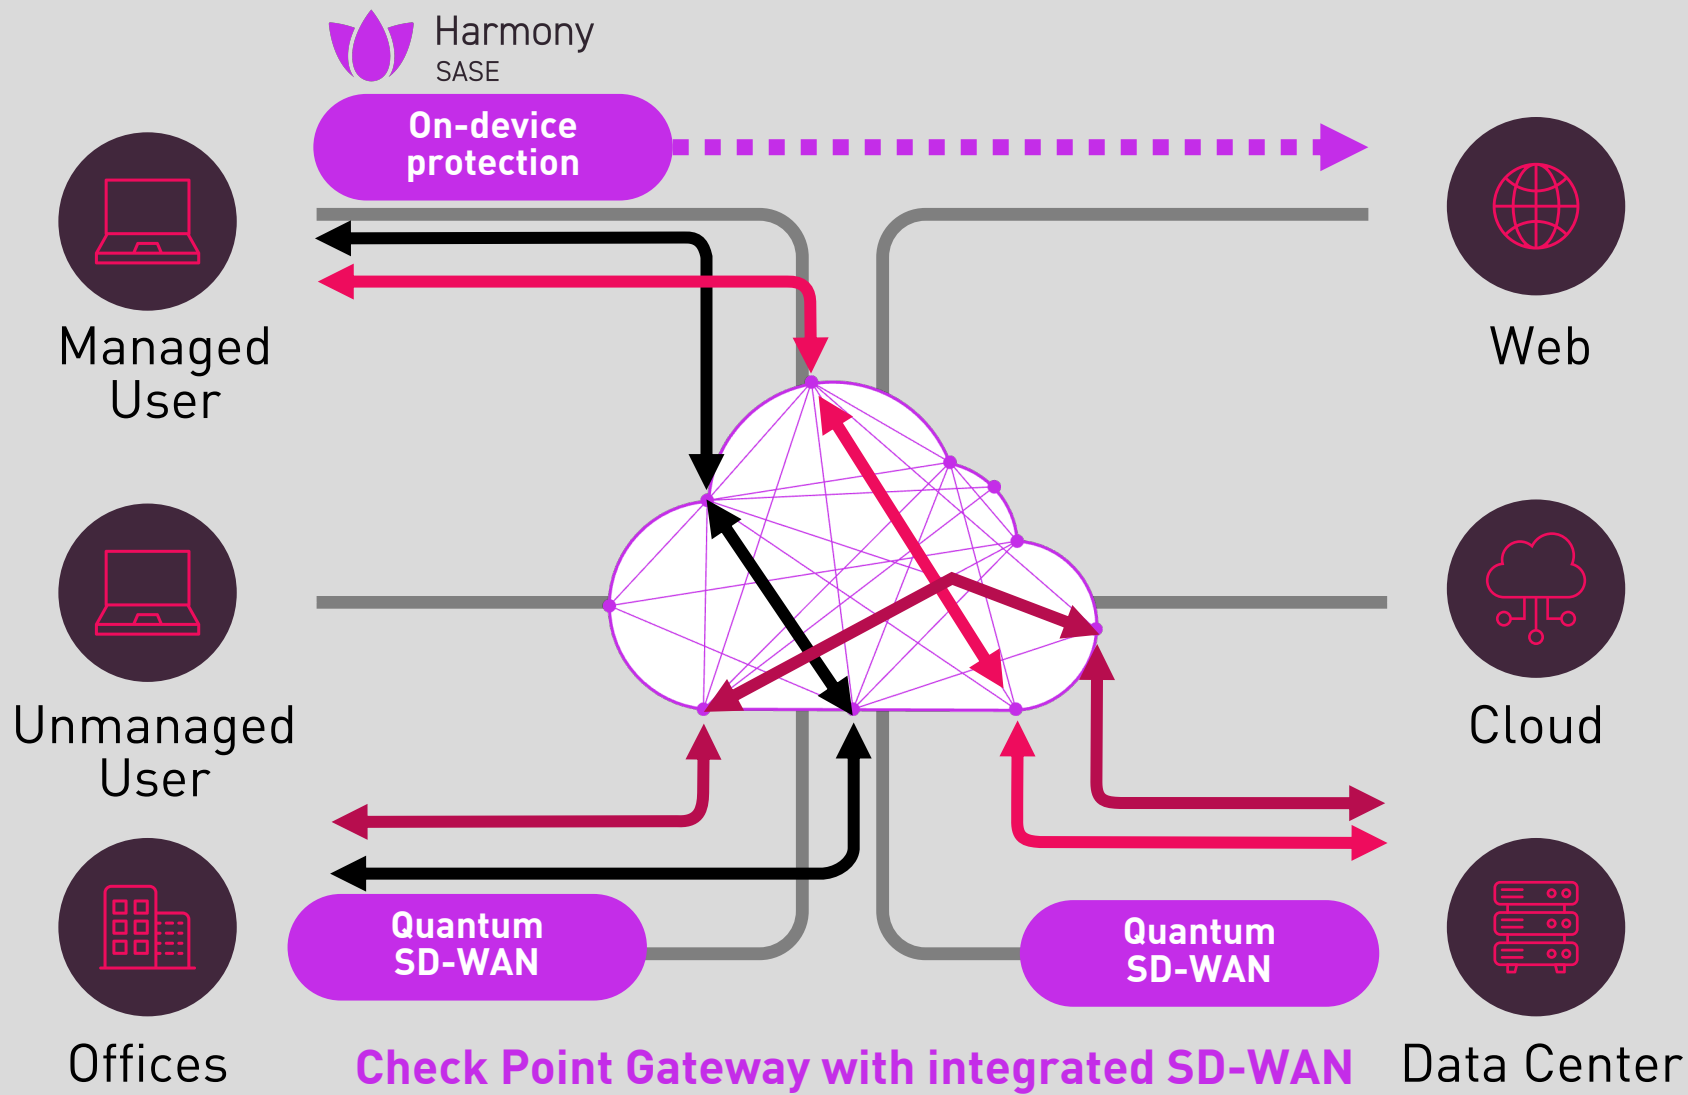 Harmony
SASE
On-device
protection
Managed
User
Web
Unmanaged
User
Cloud
Quantum
SD-WAN
Quantum
SD-WAN
Offices
Check Point Gateway with integrated SD-WAN
Data Center